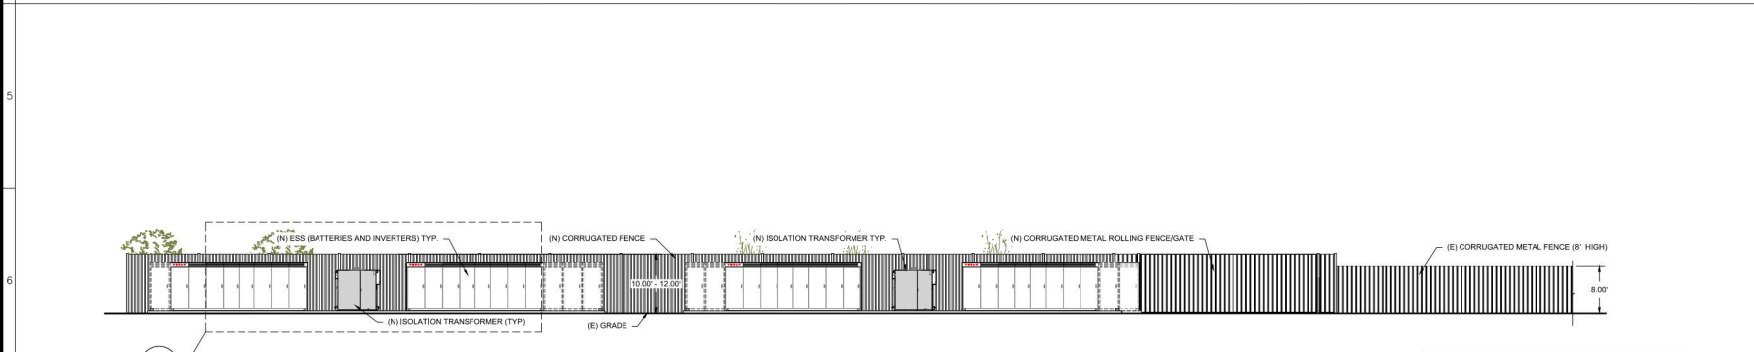 5
(N) ESS (BATTERIES AND INVERTERS) TYP.
(N) CORRUGATED FENCE
(N) ISOLATION TRANSFORMER TYP.
(N) CORRUGATED METAL ROLLING FENCE/GATE
(E) CORRUGATED METAL FENCE (8' HIGH)
6
10.00' - 12.00'
8.00'
(N) ISOLATION TRANSFORMER (TYP)
(E) GRADE